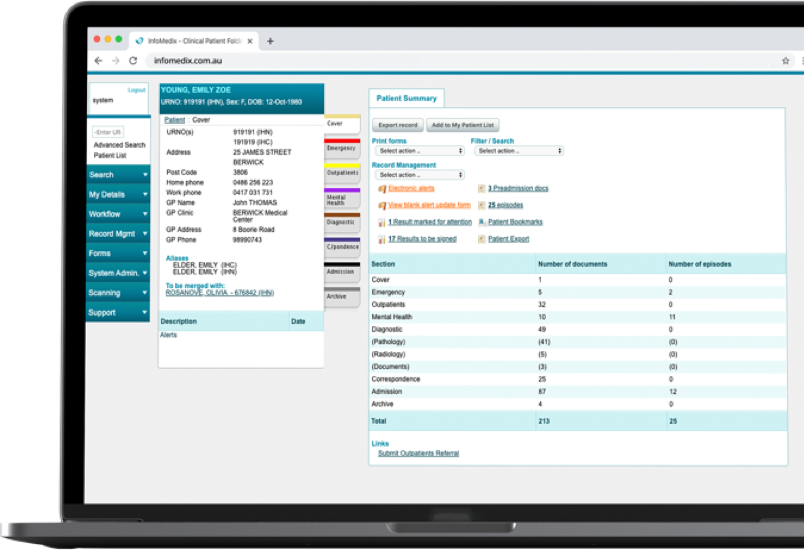 InfoMedix - Clinical Patient Fold
infomedix.com.au
Logout
system
Enter UR
Advanced Search
Patient List
Search
My Details
Workflow
Record Mgmt
Forms
System Admin.
Scanning
Support
YOUNG, EMILY ZOE
URNO: 919191 (IHN), Sex: F, DOB: 12-Oct-1980
Patient Cover
URNO(s) 919191 (IHN)
191919 (IHC)
Address 25 JAMES STREET
BERWICK
Post Code 3806
Home phone 0486 256 223
Work phone 0417 031 731
GP Name John THOMAS
GP Clinic BERWICK Medical
Center
GP Address 8 Boorie Road
GP Phone 98990743
Aliases
ELDER, EMILY (IHC)
ELDER, EMILY (IHN)
To be merged with:
ROSANOVE, OLIVIA - 676842 (IHN)
Description Date
Alerts
Cover
Emergency
Outpatients
Mental
Health
Diagnostic
C/pondence
Admission
Archive
Patient Summary
Export record Add to My Patient List
Print forms Filter / Search
Select action .. Select action ..
Record Management
Select action ..
Electronic alerts 3 Preadmission docs
View blank alert update form 25 episodes
1 Result marked for attention Patient Bookmarks
17 Results to be signed Patient Export
Section Number of documents Number of episodes
Cover 1 0
Emergency 5 2
Outpatients 32 0
Mental Health 10 11
Diagnostic 49 0
(Pathology) (41) (0)
(Radiology) (5) (0)
(Documents) (3) (0)
Correspondence 25 0
Admission 87 12
Archive 4 0
Total 213 25
Links
Submit Outpatients Referral